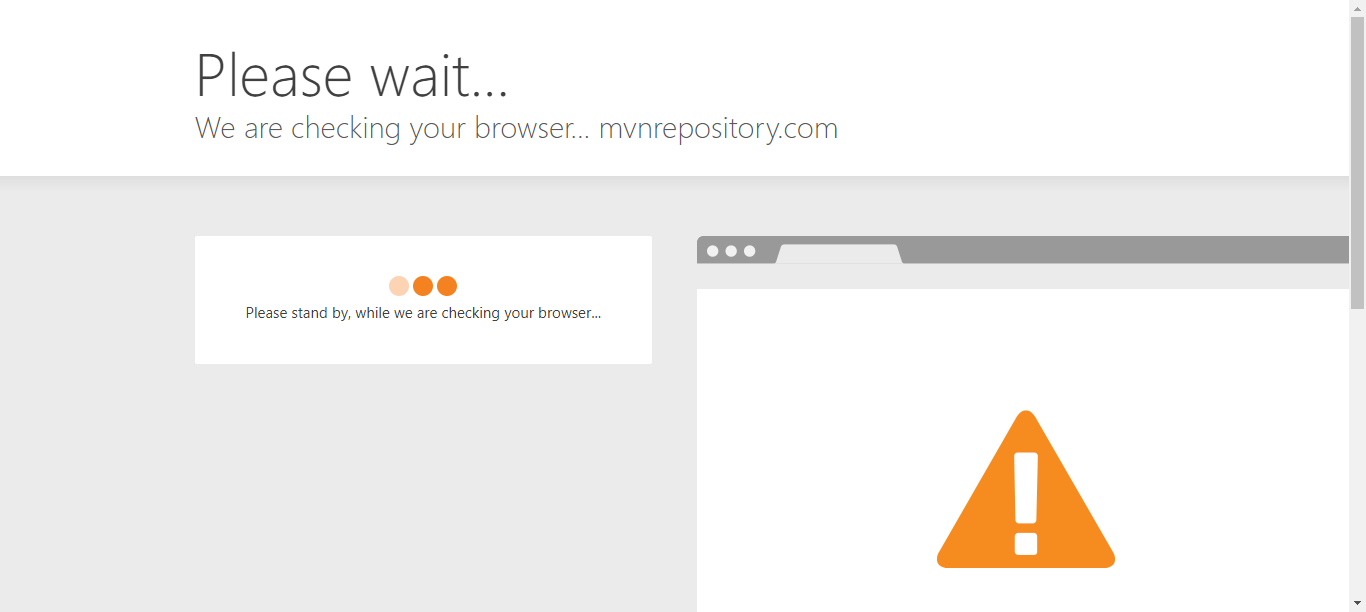 Please wait...
We are checking your browser... mvnrepository.com
Please stand by, while we are checking your browser...